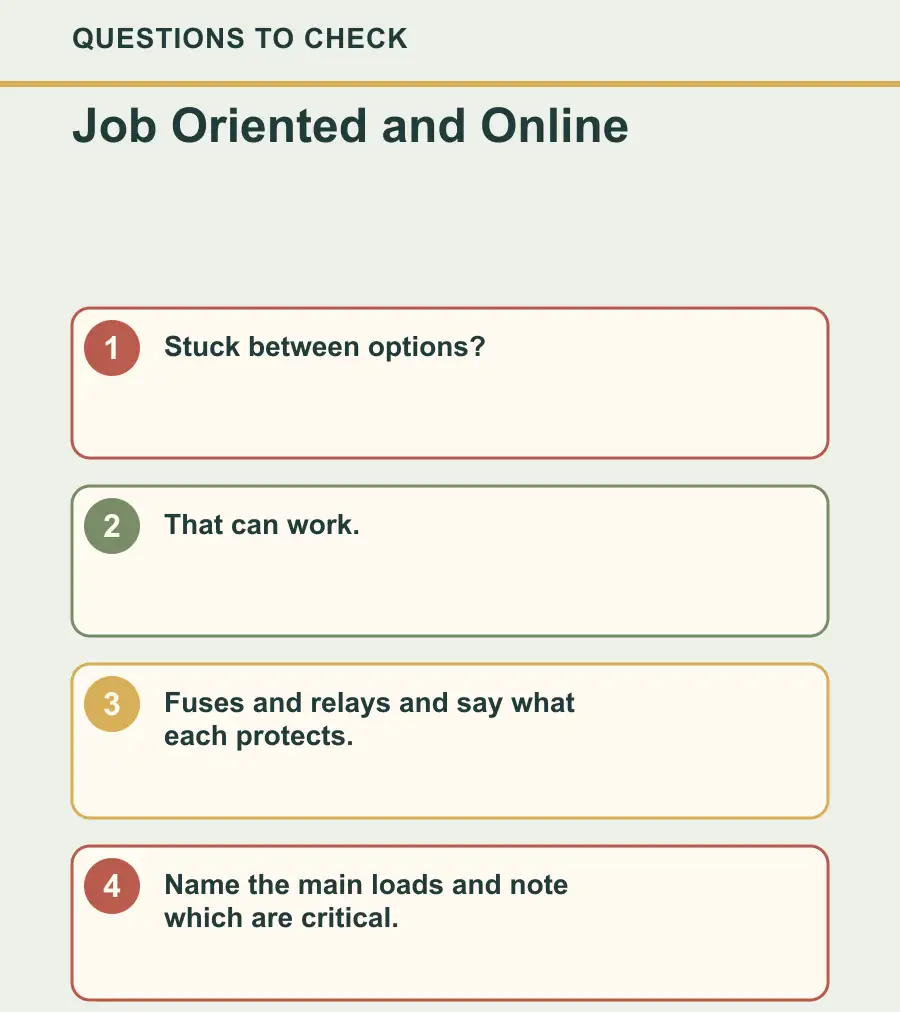 QUESTIONS TO CHECK
Job Oriented and Online
1
Stuck between options?
2
That can work.
3
Fuses and relays and say what
each protects.
4
Name the main loads and note
which are critical.